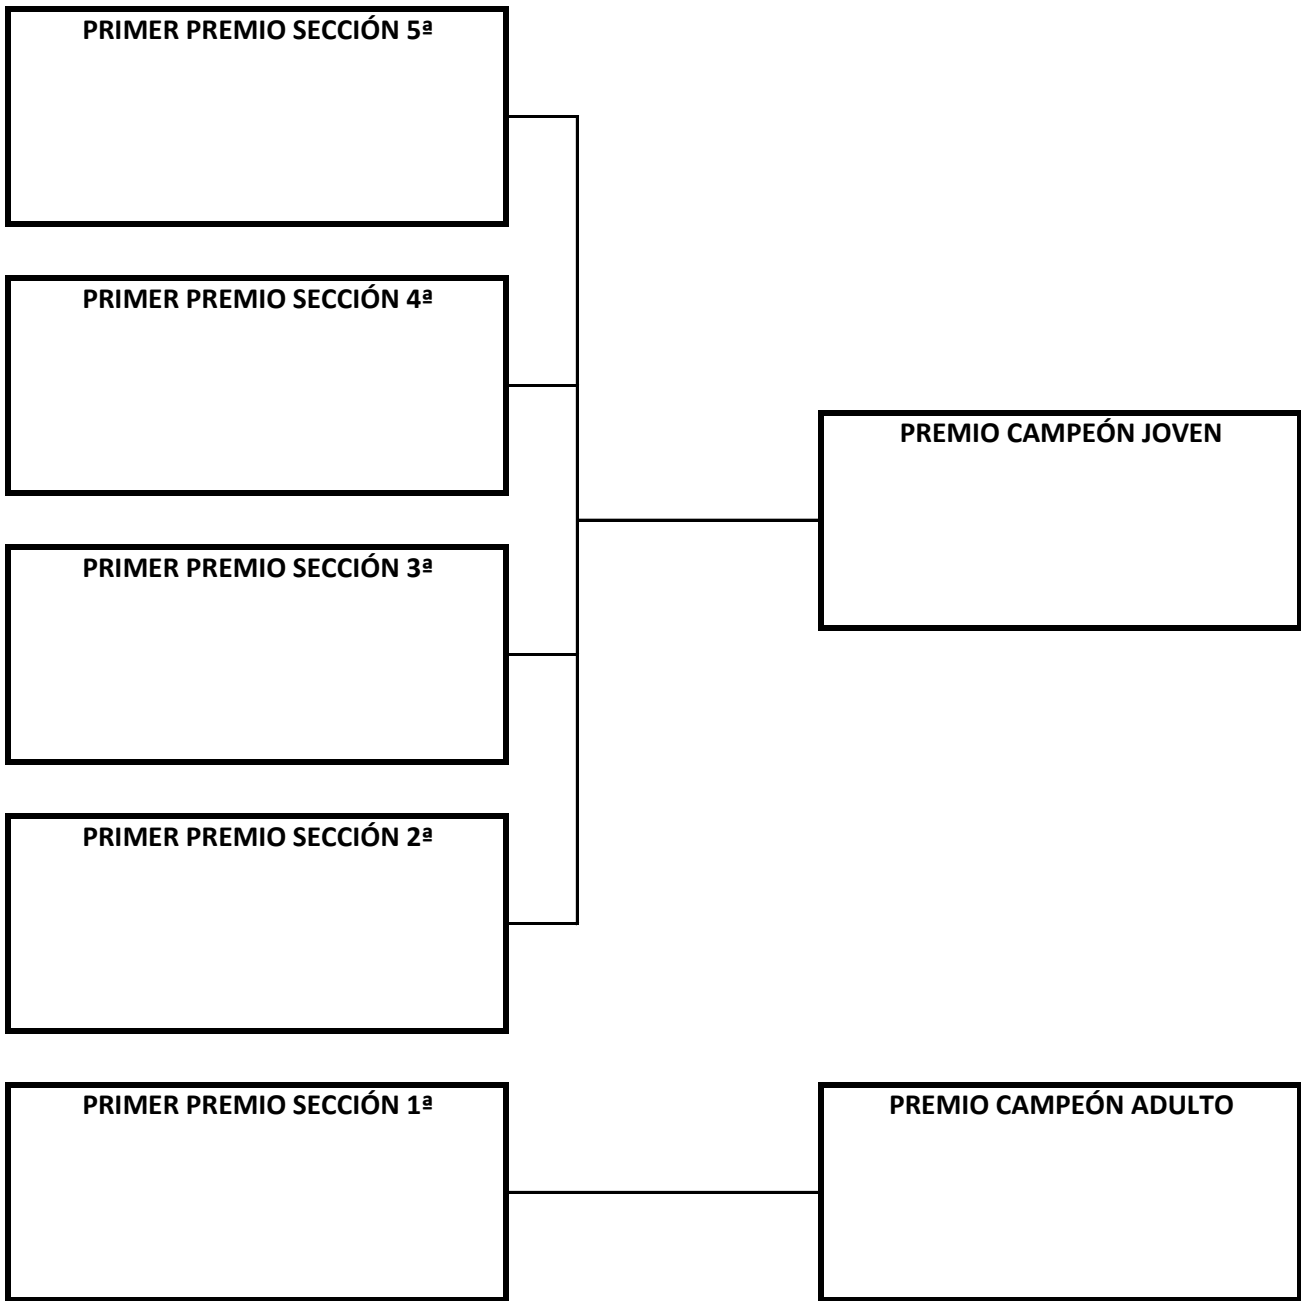 PRIMER PREMIO SECCIÓN 5ª
PRIMER PREMIO SECCIÓN 4ª
PREMIO CAMPEÓN JOVEN
PRIMER PREMIO SECCIÓN 3ª
PRIMER PREMIO SECCIÓN 2ª
PRIMER PREMIO SECCIÓN 1ª
PREMIO CAMPEÓN ADULTO